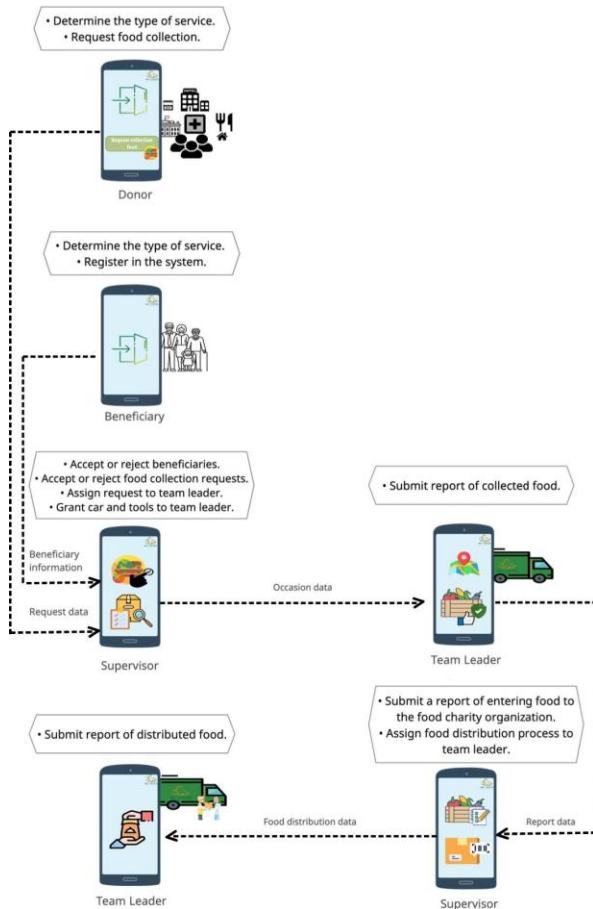 • Determine the type of service.
• Request food collection.
Request collection
food
Donor
• Determine the type of service.
• Register in the system.
Beneficiary
• Accept or reject beneficiaries.
• Accept or reject food collection requests.
• Assign request to team leader.
• Grant car and tools to team leader.
• Submit report of collected food.
Beneficiary
information
Request data
Occasion data
Supervisor
Team Leader
• Submit report of distributed food.
• Submit a report of entering food to
the food charity organization.
• Assign food distribution process to
team leader.
Food distribution data
Report data
Team Leader
Supervisor